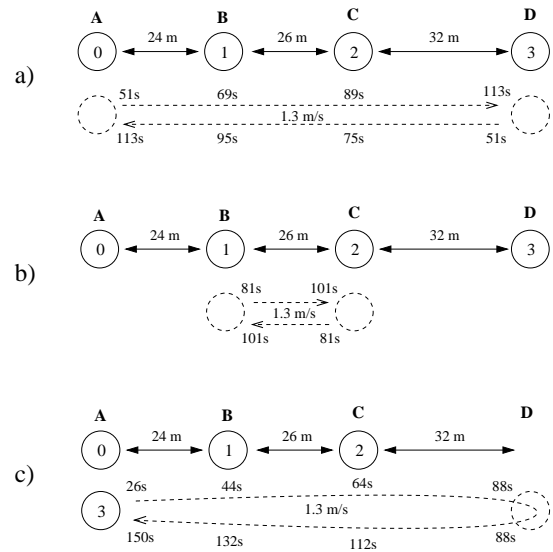 A B C D
24 m 26 m 32 m
0 1 2 3
a)
51s 69s 89s 113s
1.3 m/s
113s 95s 75s 51s
A B C D
24 m 26 m 32 m
0 1 2 3
b)
81s 101s
1.3 m/s
101s 81s
A B C D
24 m 26 m 32 m
0 1 2
c)
26s 44s 64s 88s
3 1.3 m/s
150s 132s 112s 88s